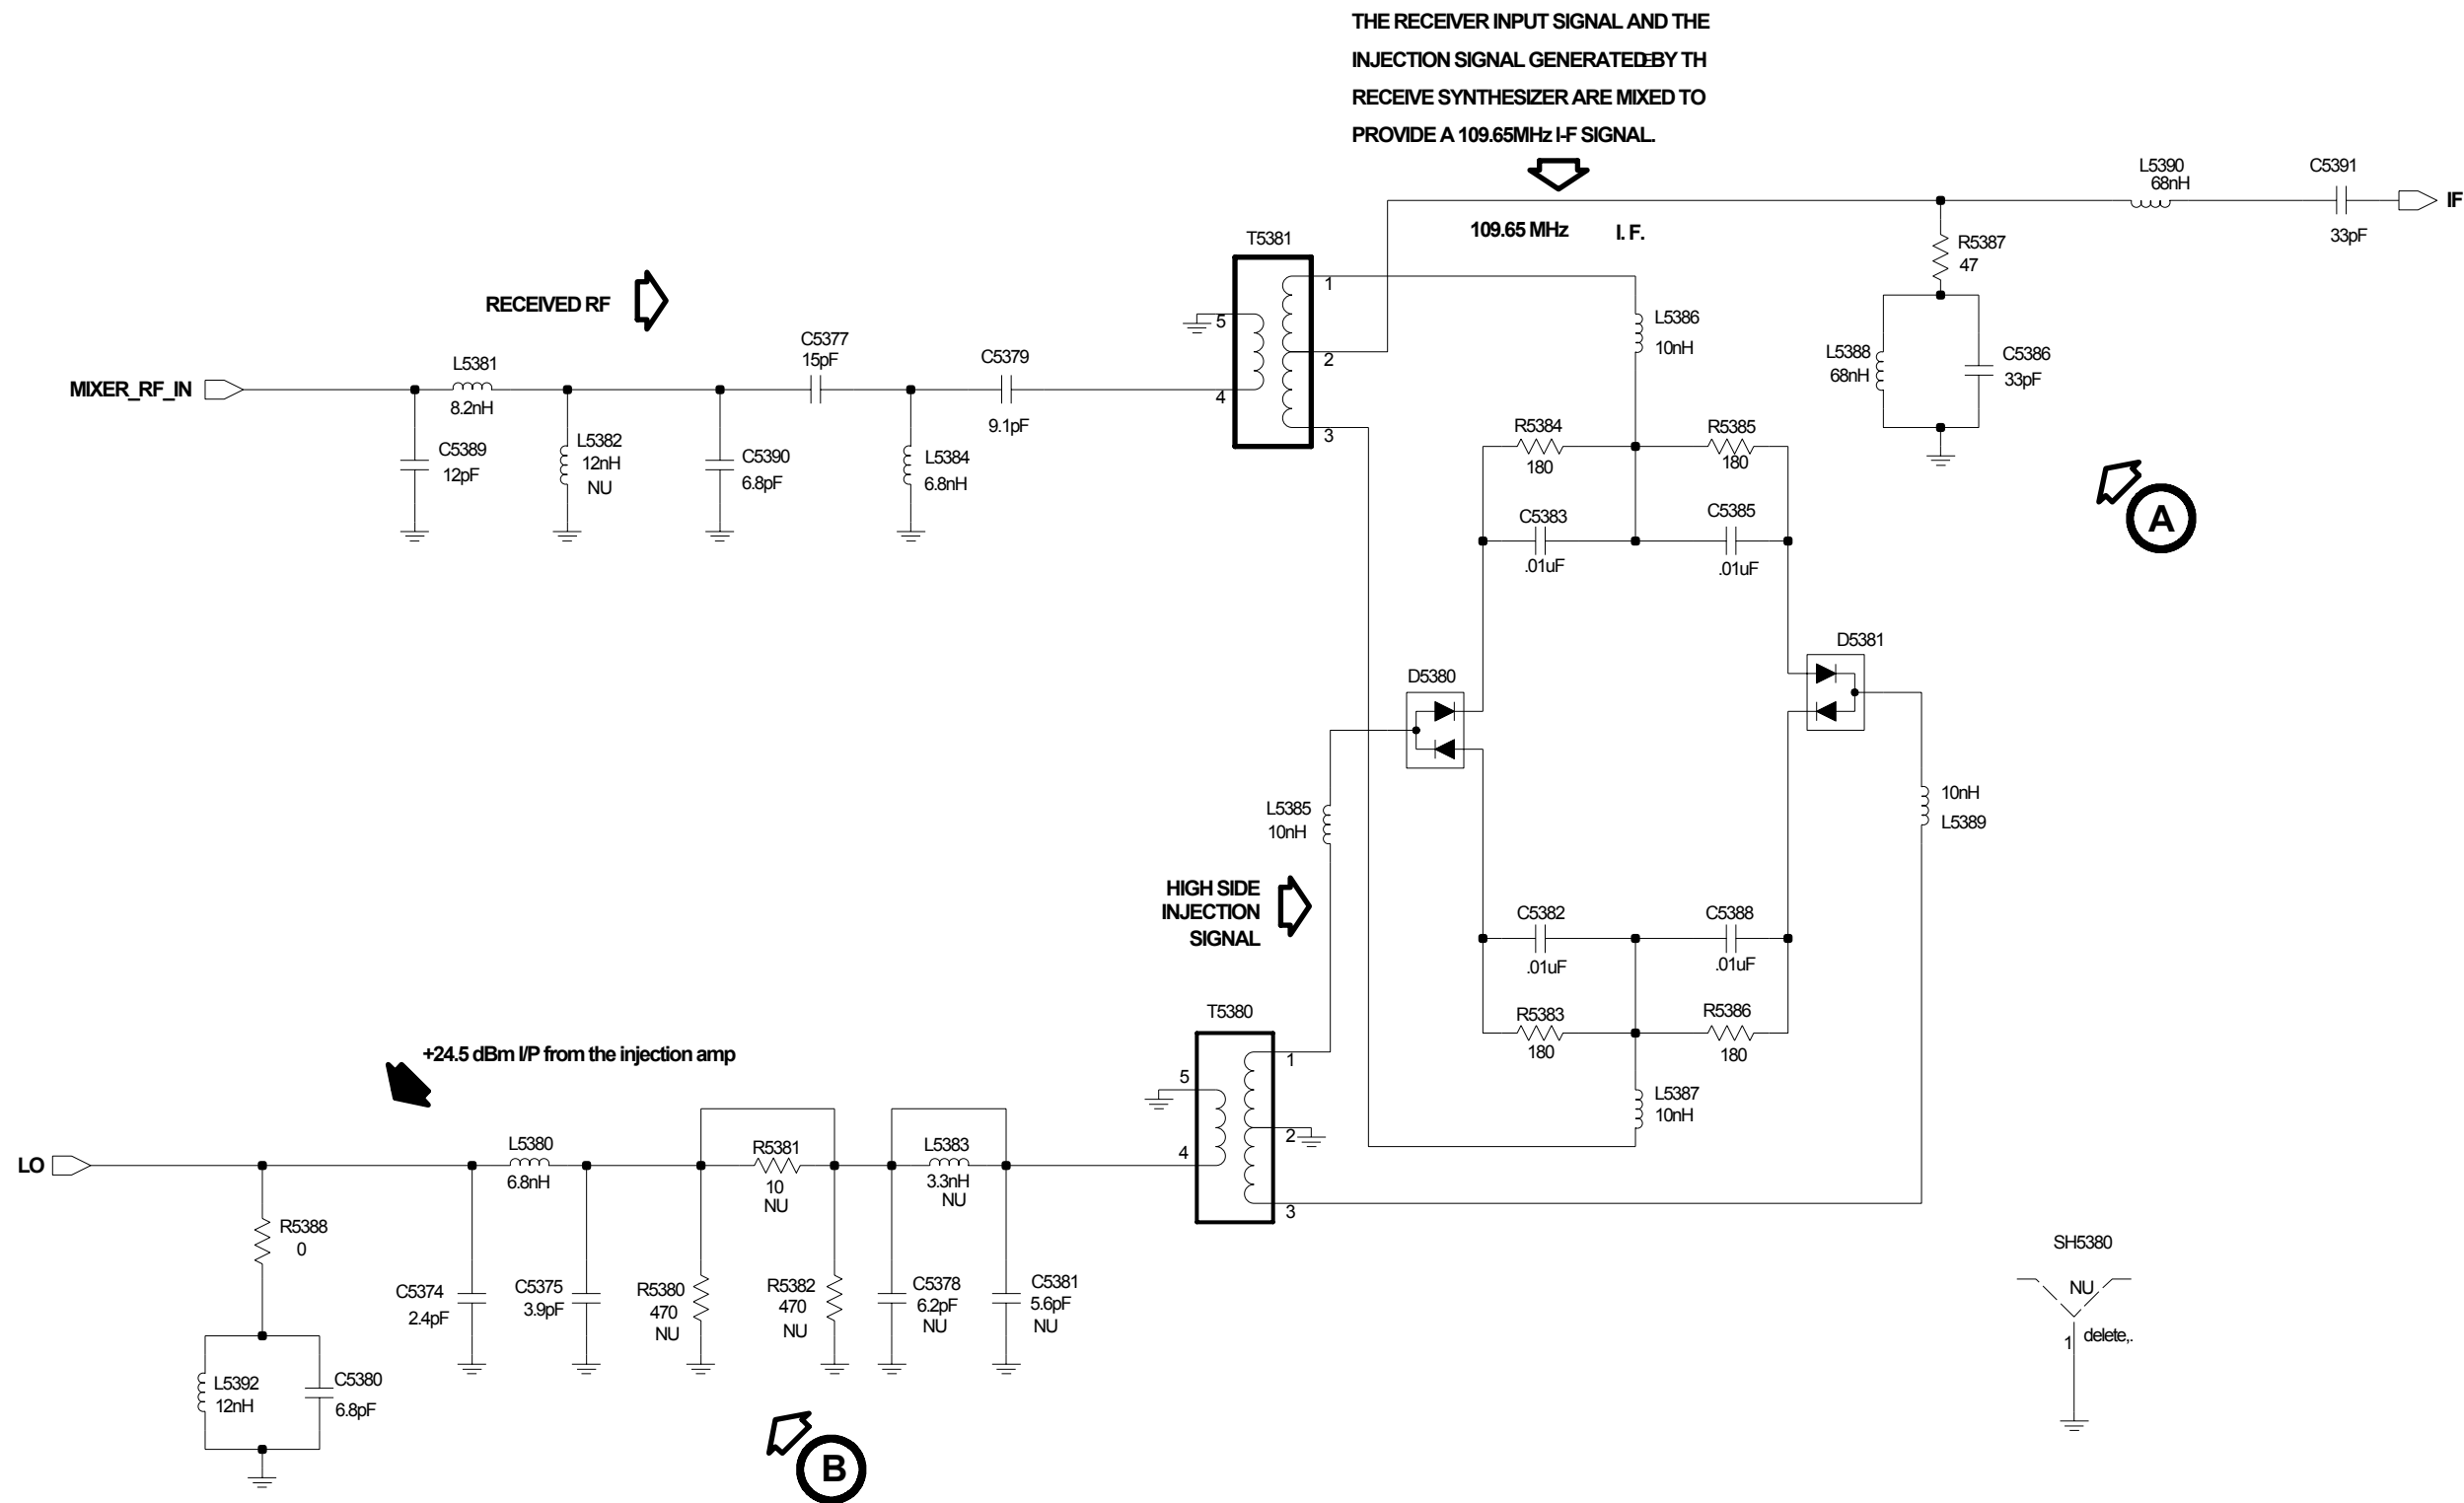 THE RECEIVER INPUT SIGNAL AND THE
INJECTION SIGNAL GENERATED BY TH
RECEIVE SYNTHESIZER ARE MIXED TO
PROVIDE A 109.65MHz I-F SIGNAL.
L5390
68nH
C5391
33pF
IF
109.65 MHz
I. F.
T5381
1
2
3
4
5
R5387
47
L5388
68nH
C5386
33pF
A
RECEIVED RF
MIXER_RF_IN
L5381
8.2nH
C5389
12pF
L5382
12nH
NU
C5390
6.8pF
C5377
15pF
L5384
6.8nH
C5379
9.1pF
L5386
10nH
R5384
180
R5385
180
C5383
.01uF
C5385
.01uF
D5380
D5381
L5385
10nH
10nH
L5389
HIGH SIDE
INJECTION
SIGNAL
C5382
.01uF
C5388
.01uF
R5383
180
R5386
180
L5387
10nH
T5380
1
2
3
4
5
+24.5 dBm I/P from the injection amp
LO
R5388
0
L5392
12nH
C5380
6.8pF
L5380
6.8nH
C5374
2.4pF
C5375
3.9pF
R5381
10
NU
R5380
470
NU
R5382
470
NU
L5383
3.3nH
NU
C5378
6.2pF
NU
C5381
5.6pF
NU
B
SH5380
NU
1
delete,.